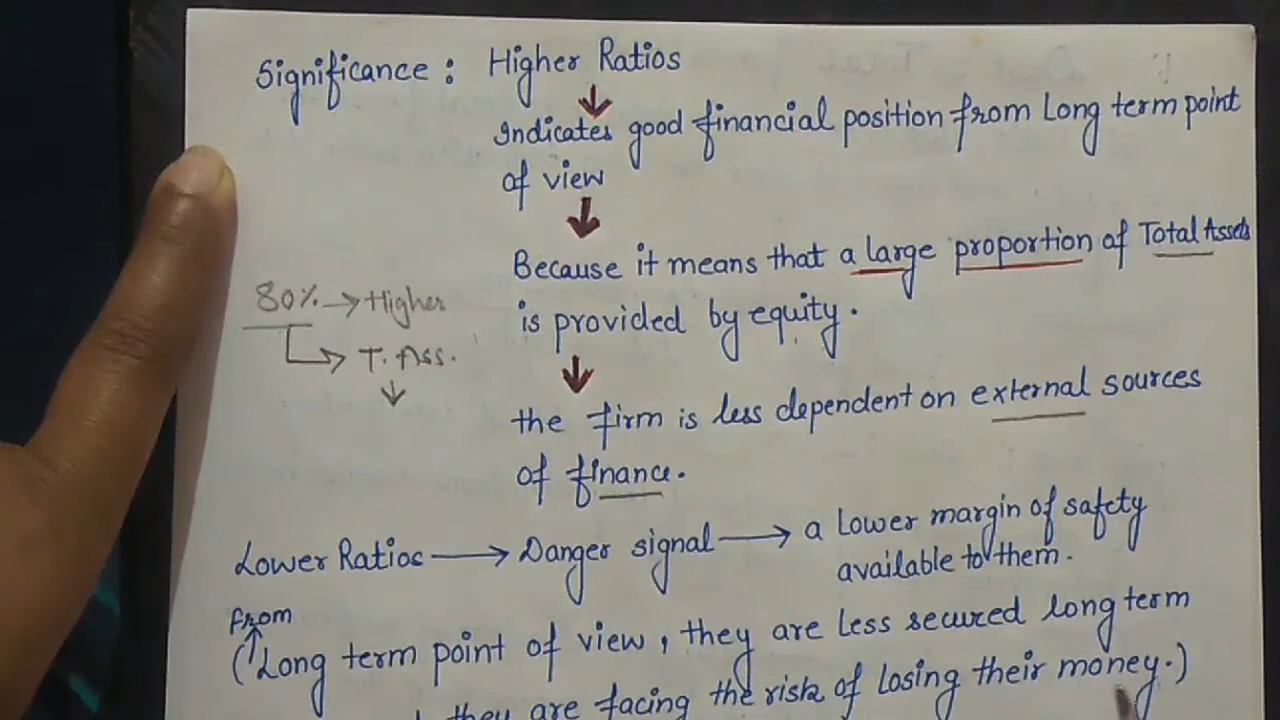 Significance : Higher Ratios
Indicates good financial position from Long term point
of view
Because it means that a large proportion of Total Assets
is provided by equity.
80% → Higher
→ T. Ass.
the firm is less dependent on external sources
of finance.
Lower Ratios → Danger signal → a Lower margin of safety
available to them.
from
(Long term point of view, they are less secured long term
they are facing the risk of losing their money.)